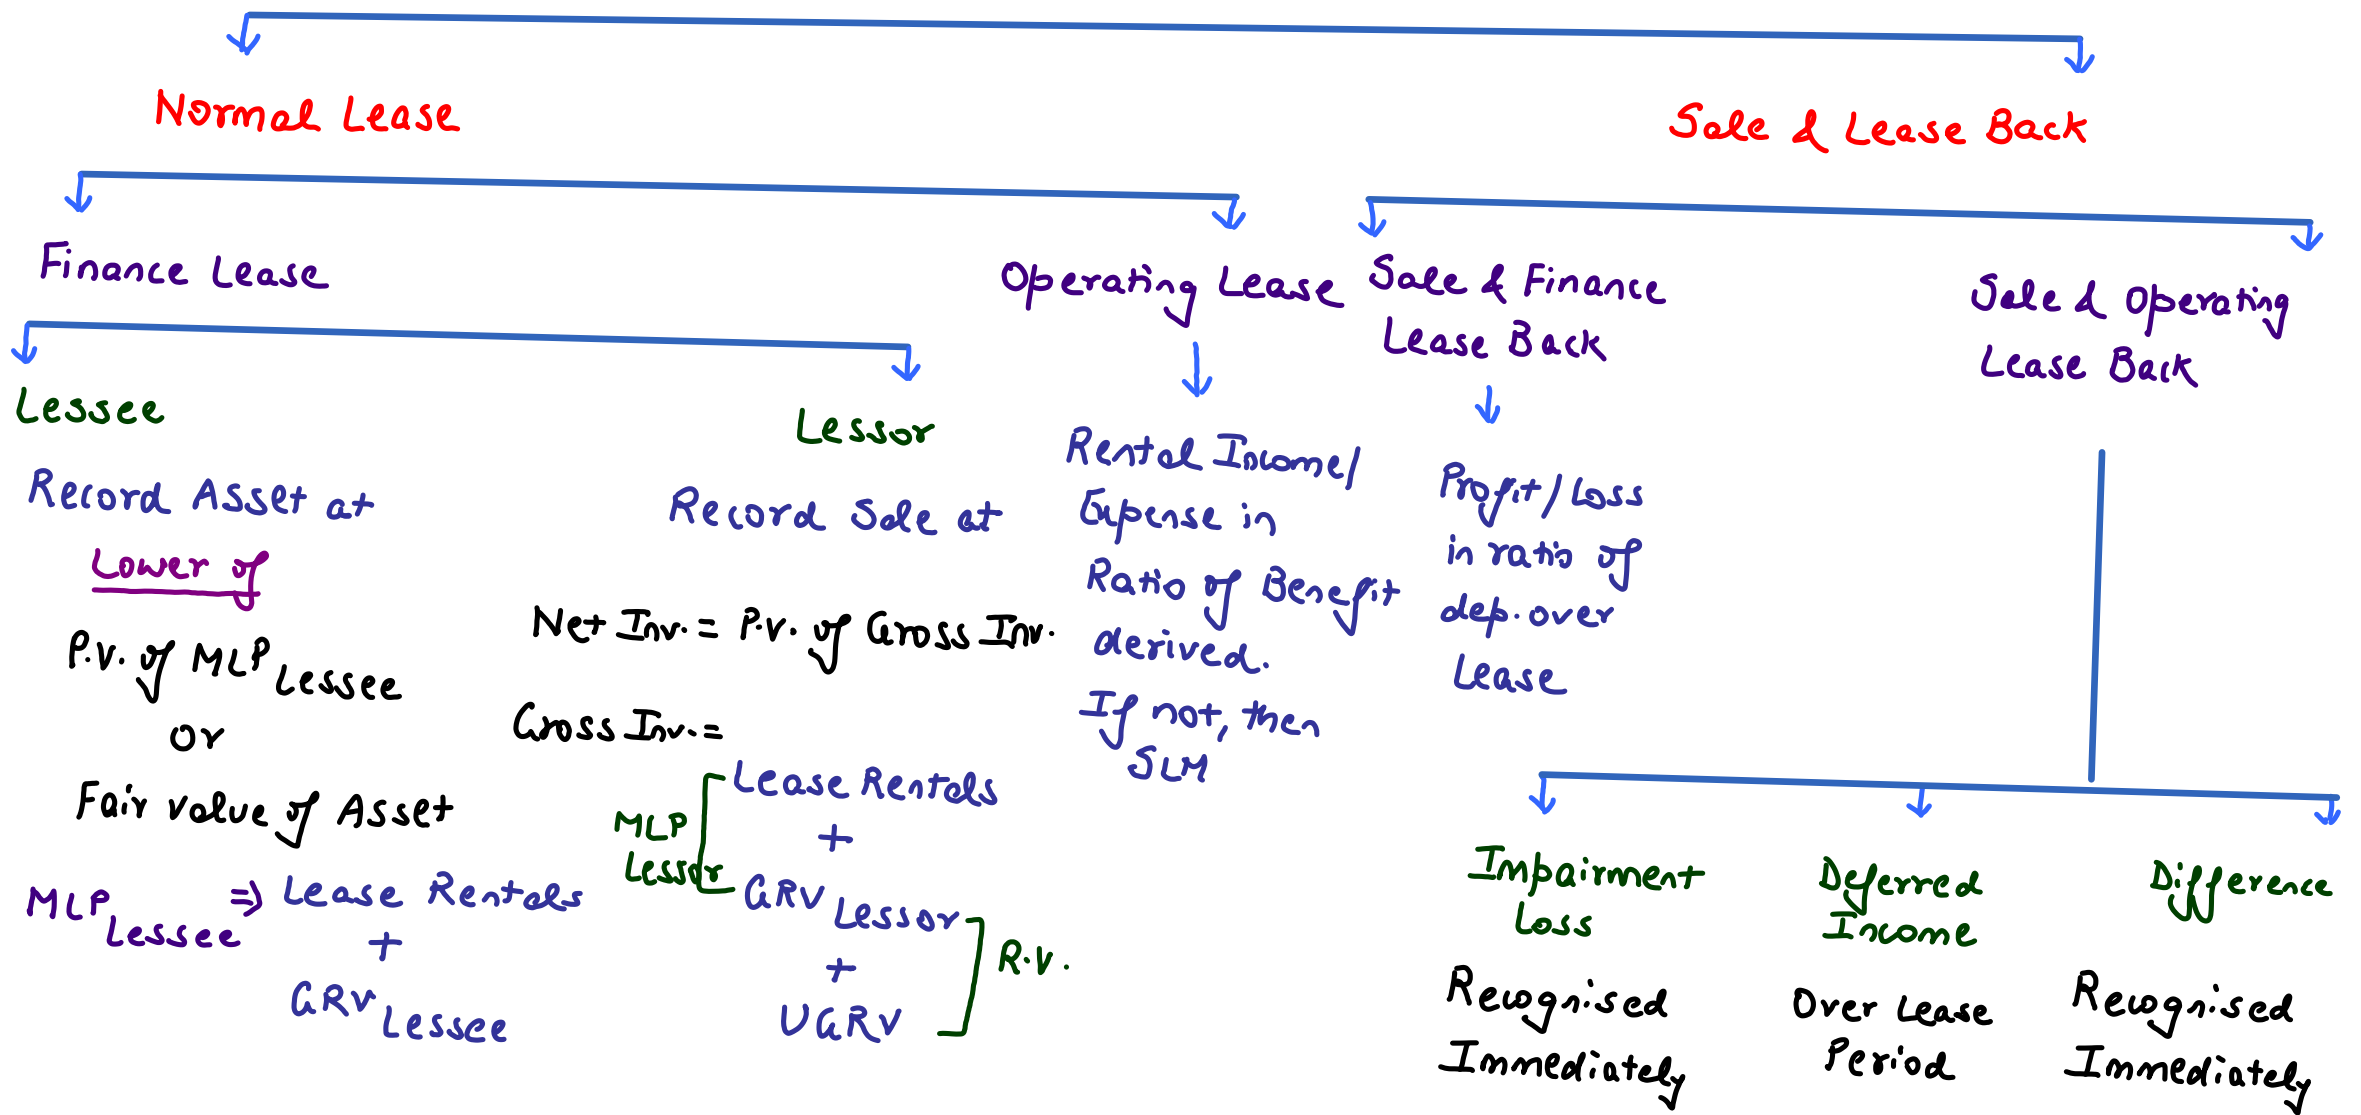 Normal Lease
Sale & Lease Back
Finance Lease
Operating Lease
Sale & Finance
Lease Back
Sale & Operating
Lease Back
Lessee
Record Asset at
Lower of
P.V. of MLP Lessee
or
Fair value of Asset
MLP Lessee ⇒ Lease Rentals
+
GRV Lessee
Lessor
Record Sale at
Net Inv. = P.V. of Gross Inv.
Gross Inv. =
Lease Rentals
+
MLP
Lessor
GRV Lessor
+
UGRV
R.V.
Rental Income/
Expense in
Ratio of Benefit
derived.
If not, then
SLM
Profit/Loss
in ratio of
dep. over
Lease
Impairment
Loss
Recognised
Immediately
Deferred
Income
Over Lease
Period
Difference
Recognised
Immediately